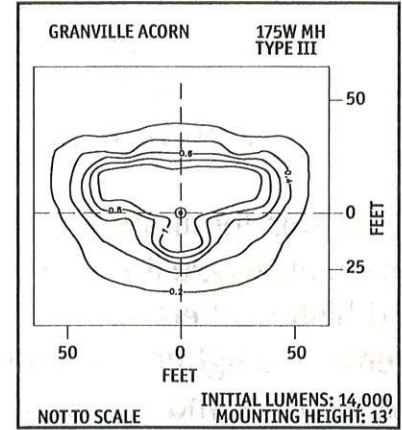 GRANVILLE ACORN
175W MH
TYPE III
50
0
25
FEET
0.6
0.4
0.8
1
0.2
50
0
50
FEET
NOT TO SCALE
INITIAL LUMENS: 14,000
MOUNTING HEIGHT: 13'